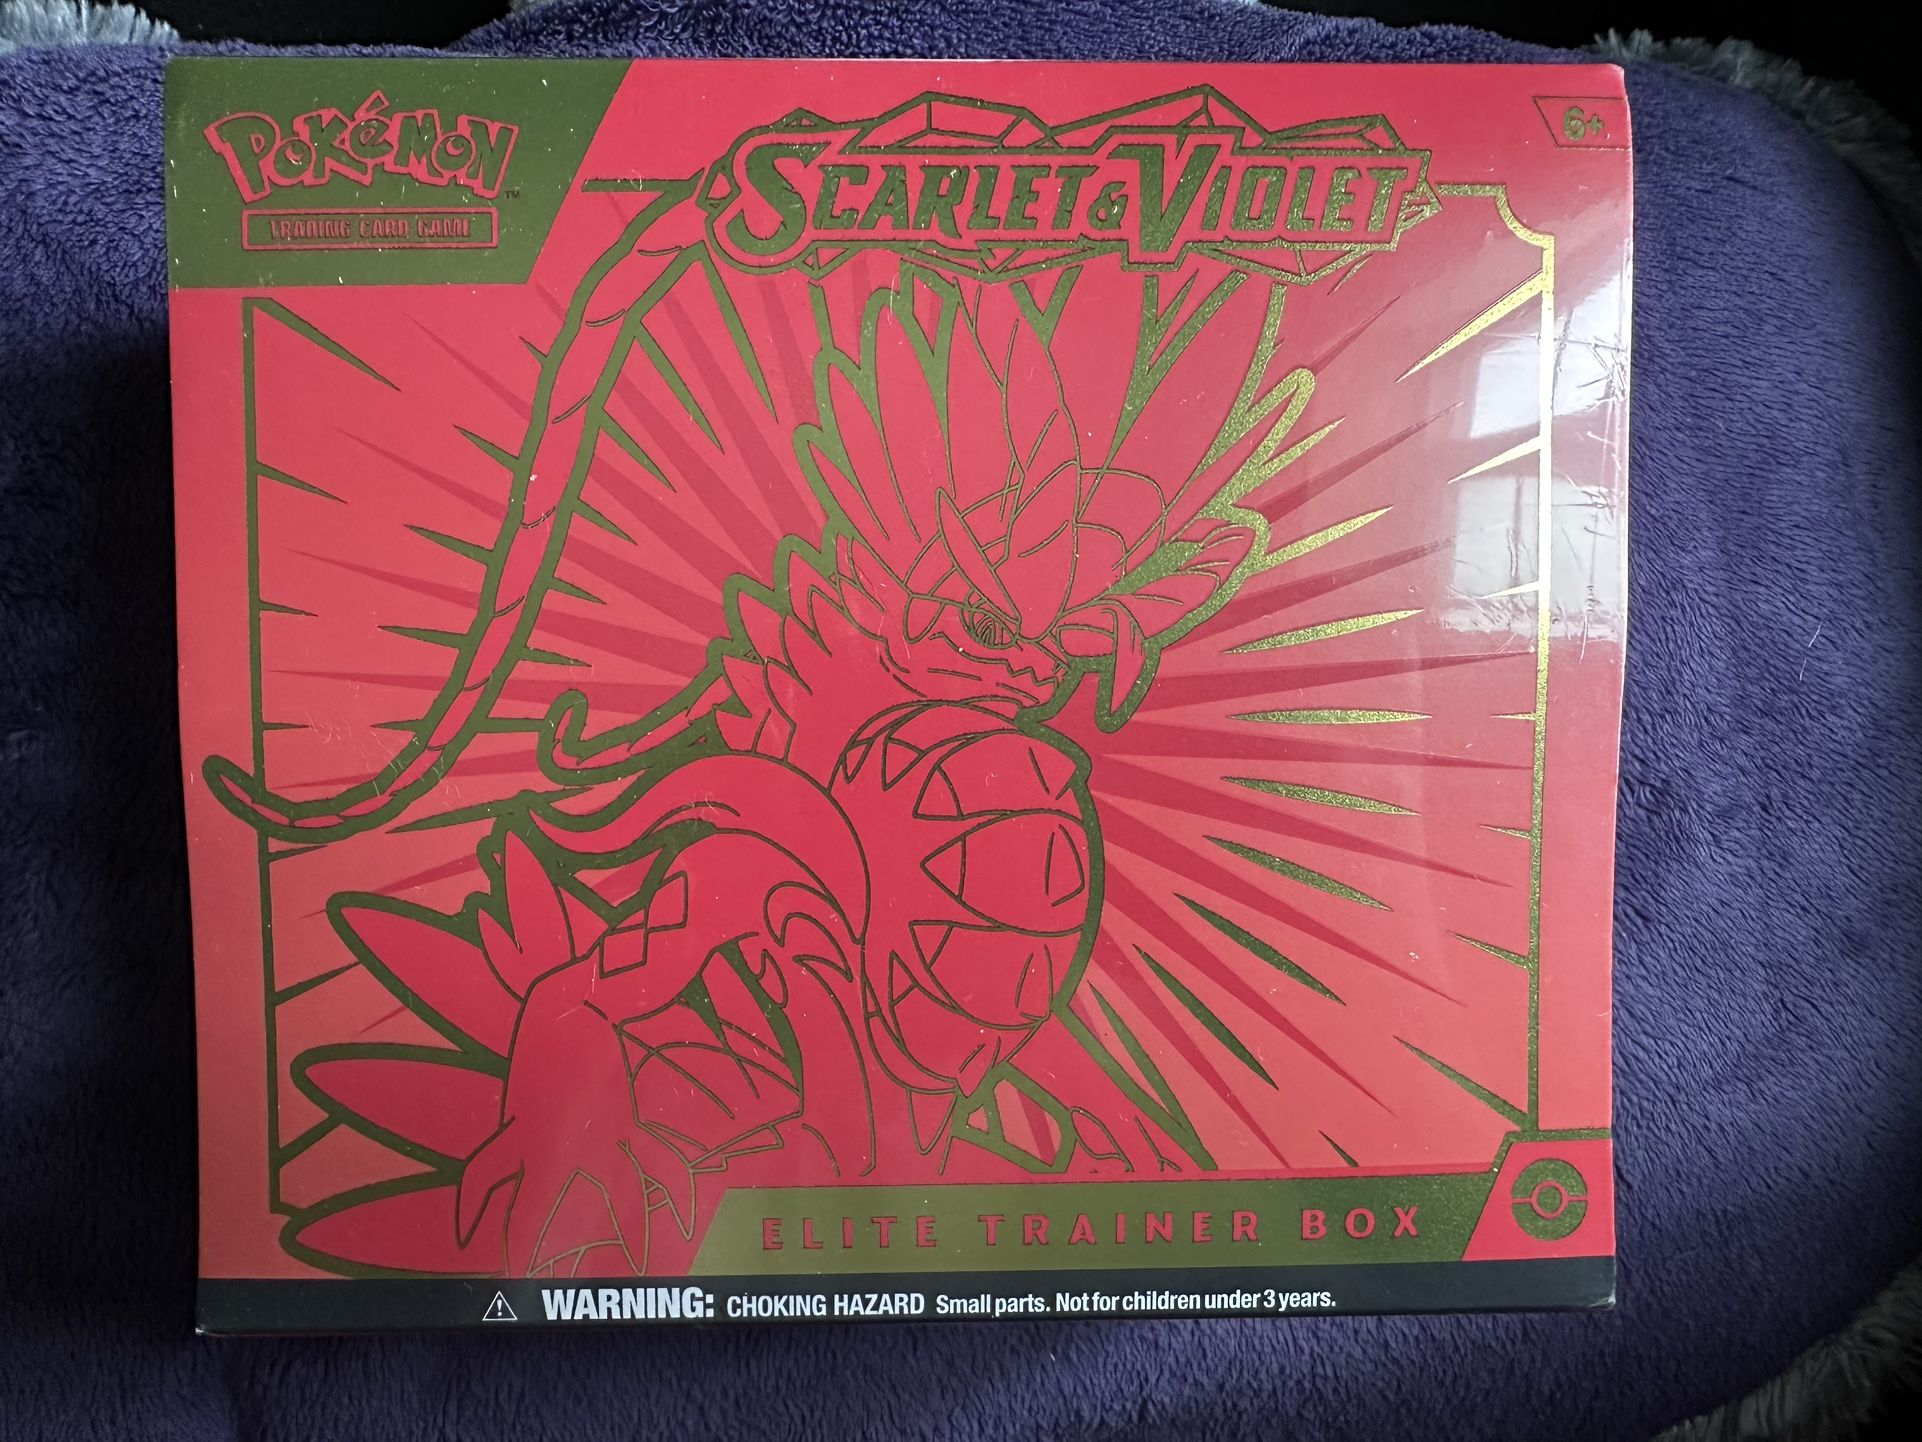 POKéMON™
TRADING CARD GAME
SCARLET & VIOLET
6+
ELITE TRAINER BOX
WARNING: CHOKING HAZARD Small parts. Not for children under 3 years.